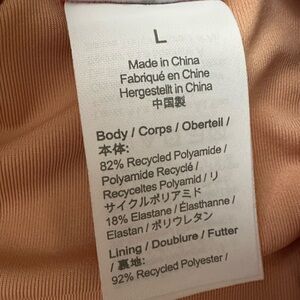 L
Made in China
Fabriqué en Chine
Hergestellt in China
中国製
Body / Corps / Oberteil /
本体:
82% Recycled Polyamide /
Polyamide Recyclé /
Recyceltes Polyamid / リ
サイクルポリアミド
18% Elastane / Élasthanne /
Elastan / ポリウレタン
Lining / Doublure / Futter
/ 裏地:
92% Recycled Polyester /